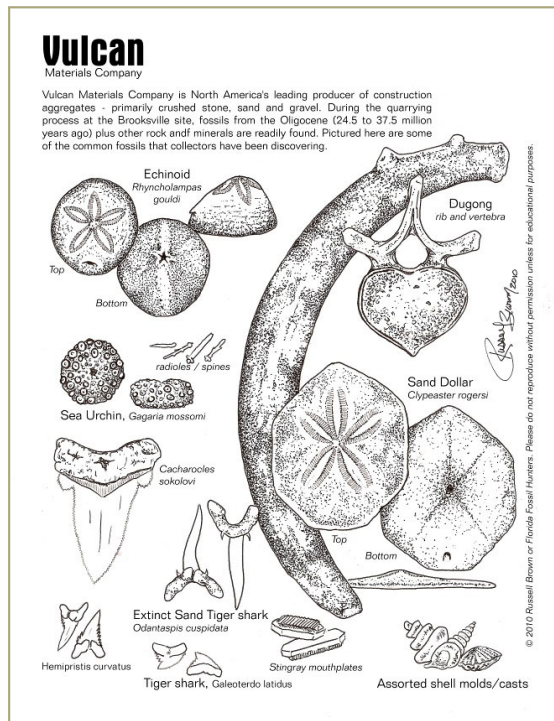 Vulcan
Materials Company
Vulcan Materials Company is North America's leading producer of construction
aggregates - primarily crushed stone, sand and gravel. During the quarrying
process at the Brooksville site, fossils from the Oligocene (24.5 to 37.5 million
years ago) plus other rock andf minerals are readily found. Pictured here are some
of the common fossils that collectors have been discovering.
Echinoid
Rhyncholampas
gouldi
Top
Bottom
Dugong
rib and vertebra
radioles / spines
Sea Urchin, Gagaria mossomi
Sand Dollar
Clypeaster rogersi
Top
Bottom
Cacharocles
sokolovi
Extinct Sand Tiger shark
Odantaspis cuspidata
Hemipristis curvatus
Tiger shark, Galeoterdo latidus
Stingray mouthplates
Assorted shell molds/casts
Russell Brown 2010
© 2010 Russell Brown or Florida Fossil Hunters. Please do not reproduce without permission unless for educational purposes.